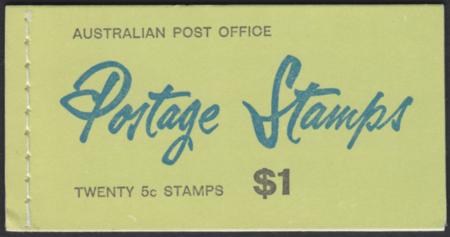 AUSTRALIAN POST OFFICE
Postage Stamps
TWENTY 5c STAMPS $1